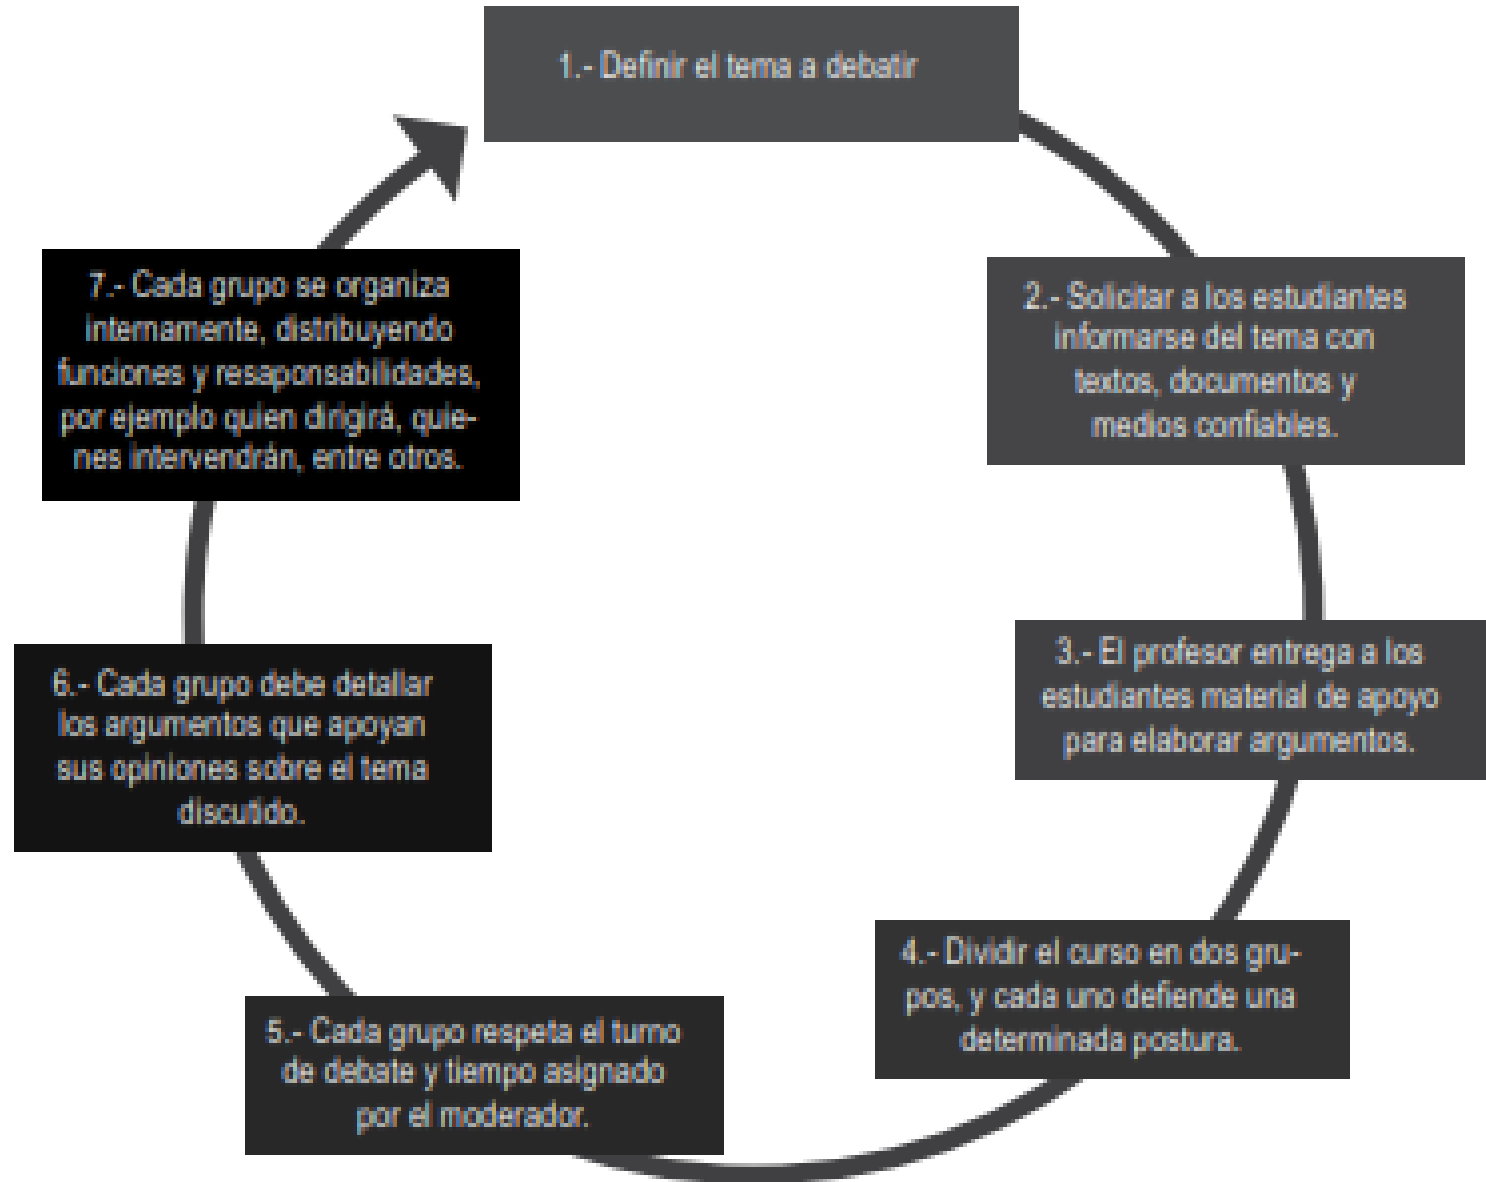 1.- Definir el tema a debatir
2.- Solicitar a los estudiantes
informarse del tema con
textos, documentos y
medios confiables.
3.- El profesor entrega a los
estudiantes material de apoyo
para elaborar argumentos.
4.- Dividir el curso en dos gru-
pos, y cada uno defiende una
determinada postura.
5.- Cada grupo respeta el turno
de debate y tiempo asignado
por el moderador.
6.- Cada grupo debe detallar
los argumentos que apoyan
sus opiniones sobre el tema
discutido.
7.- Cada grupo se organiza
internamente, distribuyendo
funciones y resaponsabilidades,
por ejemplo quien dirigirá, quie-
nes intervendrán, entre otros.